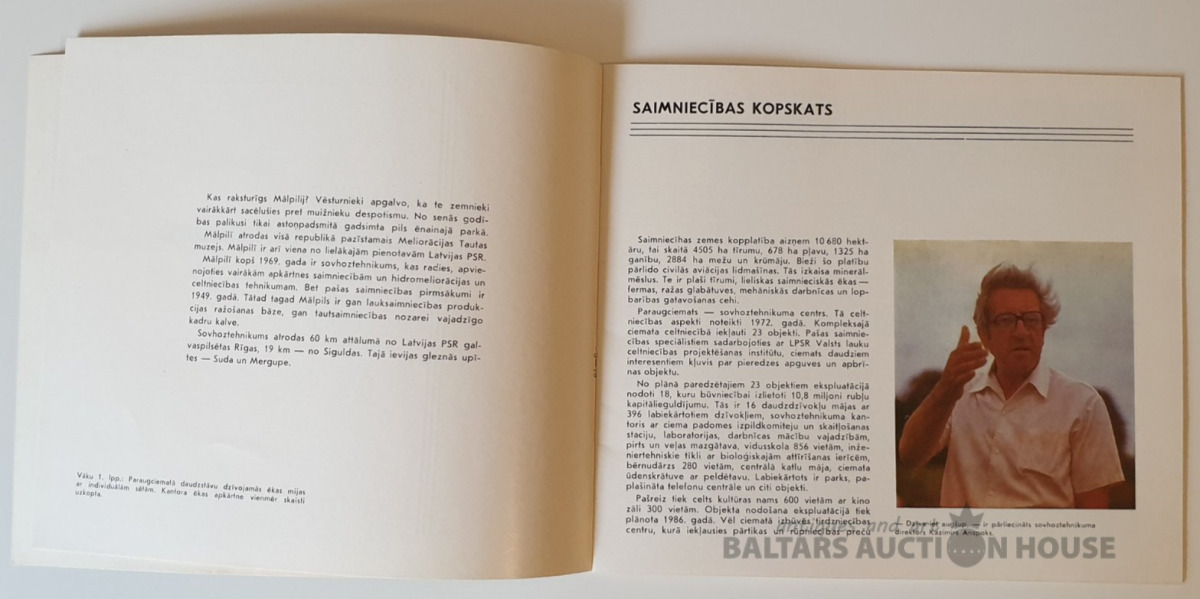 Kas raksturīgs Mālpilij? Vēsturnieki apgalvo, ka te zemnieki
vairākkārt sacēlušies pret muižnieku despotismu. No senās godī-
bas palikusi tikai astoņpadsmitā gadsimta pils ēnainajā parkā.
Mālpilī atrodas visā republikā pazīstamais Meliorācijas Tautas
muzejs. Mālpilī ir arī viena no lielākajām pienotavām Latvijas PSR.
Mālpilī kopš 1969. gada ir sovhoztehnikums, kas radies, apvie-
nojoties vairākām apkārtnes saimniecībām un hidromeliorācijas un
celtniecības tehnikumam. Bet pašas saimniecības pirmsākumi ir
1949. gadā. Tātad tagad Mālpils ir gan lauksaimniecības produk-
cijas ražošanas bāze, gan tautsaimniecības nozarei vajadzīgo
kadru kalve.
Sovhoztehnikums atrodas 60 km attālumā no Latvijas PSR gal-
vaspilsētas Rīgas, 19 km — no Siguldas. Tajā ievijas gleznās upī-
tes — Suda un Mergupe.
Vāku 1. lpp.: Paraugciematā daudzstāvu dzīvojamās ēkas mijas
ar individuālām sētām. Kantora ēkas apkārtne vienmēr skaisti
uzkopta.
SAIMNIECĪBAS KOPSKATS
Saimniecības zemes kopplatība aizņem 10 680 hekt-
āru, tai skaitā 4505 ha tīrumu, 678 ha pļavu, 1325 ha
ganību, 2884 ha mežu un krūmāju. Bieži šo platību
pārlido civilās aviācijas lidmašīnas. Tās izkaisa minerāl-
mēslus. Te ir plaši tīrumi, lieliskas saimnieciskās ēkas —
fermas, ražas glabātuves, mehāniskās darbnīcas un lop-
barības gatavošanas cehi.
Paraugciemats — sovhoztehnikuma centrs. Tā celt-
niecības aspekti noteikti 1972. gadā. Kompleksajā
ciemata celtniecībā iekļauti 23 objekti. Pašas saimnie-
cības speciālistiem sadarbojoties ar LPSR Valsts lauku
celtniecības projektēšanas institūtu, ciemats daudziem
interesentiem kļuvis par pieredzes apguves un apbrī-
nas objektu.
No plānā paredzētajiem 23 objektiem ekspluatācijā
nodoti 18, kuru būvniecībai izlietoti 10,8 miljoni rubļu
kapitālieguldījumu. Tās ir 16 daudzdzīvokļu mājas ar
396 labiekārtotiem dzīvokļiem, sovhoztehnikuma kan-
toris ar ciema padomes izpildkomiteju un skaitļošanas
staciju, laboratorijas, darbnīcas mācību vajadzībām,
pirts un veļas mazgātava, vidusskola 856 vietām, inže-
niertehniskie tīkli ar bioloģiskajām attīrīšanas ierīcēm,
bērnudārzs 280 vietām, centrālā katlu māja, ciemata
ūdenskrātuve ar peldētavu. Labiekārtots ir parks, pa-
plašināta telefonu centrāle un citi objekti.
Pašreiz tiek celts kultūras nams 600 vietām ar kino
zāli 300 vietām. Objekta nodošana ekspluatācijā tiek
plānota 1986. gadā. Vēl ciematā izbūvēs tirdzniecības
centru, kurā iekļausies pārtikas un rūpniecības preču
— ir pārliecināts sovhoztehnikuma
direktors Kazimirs Anspoks.
antiques and art
BALTARS AUCTION HOUSE